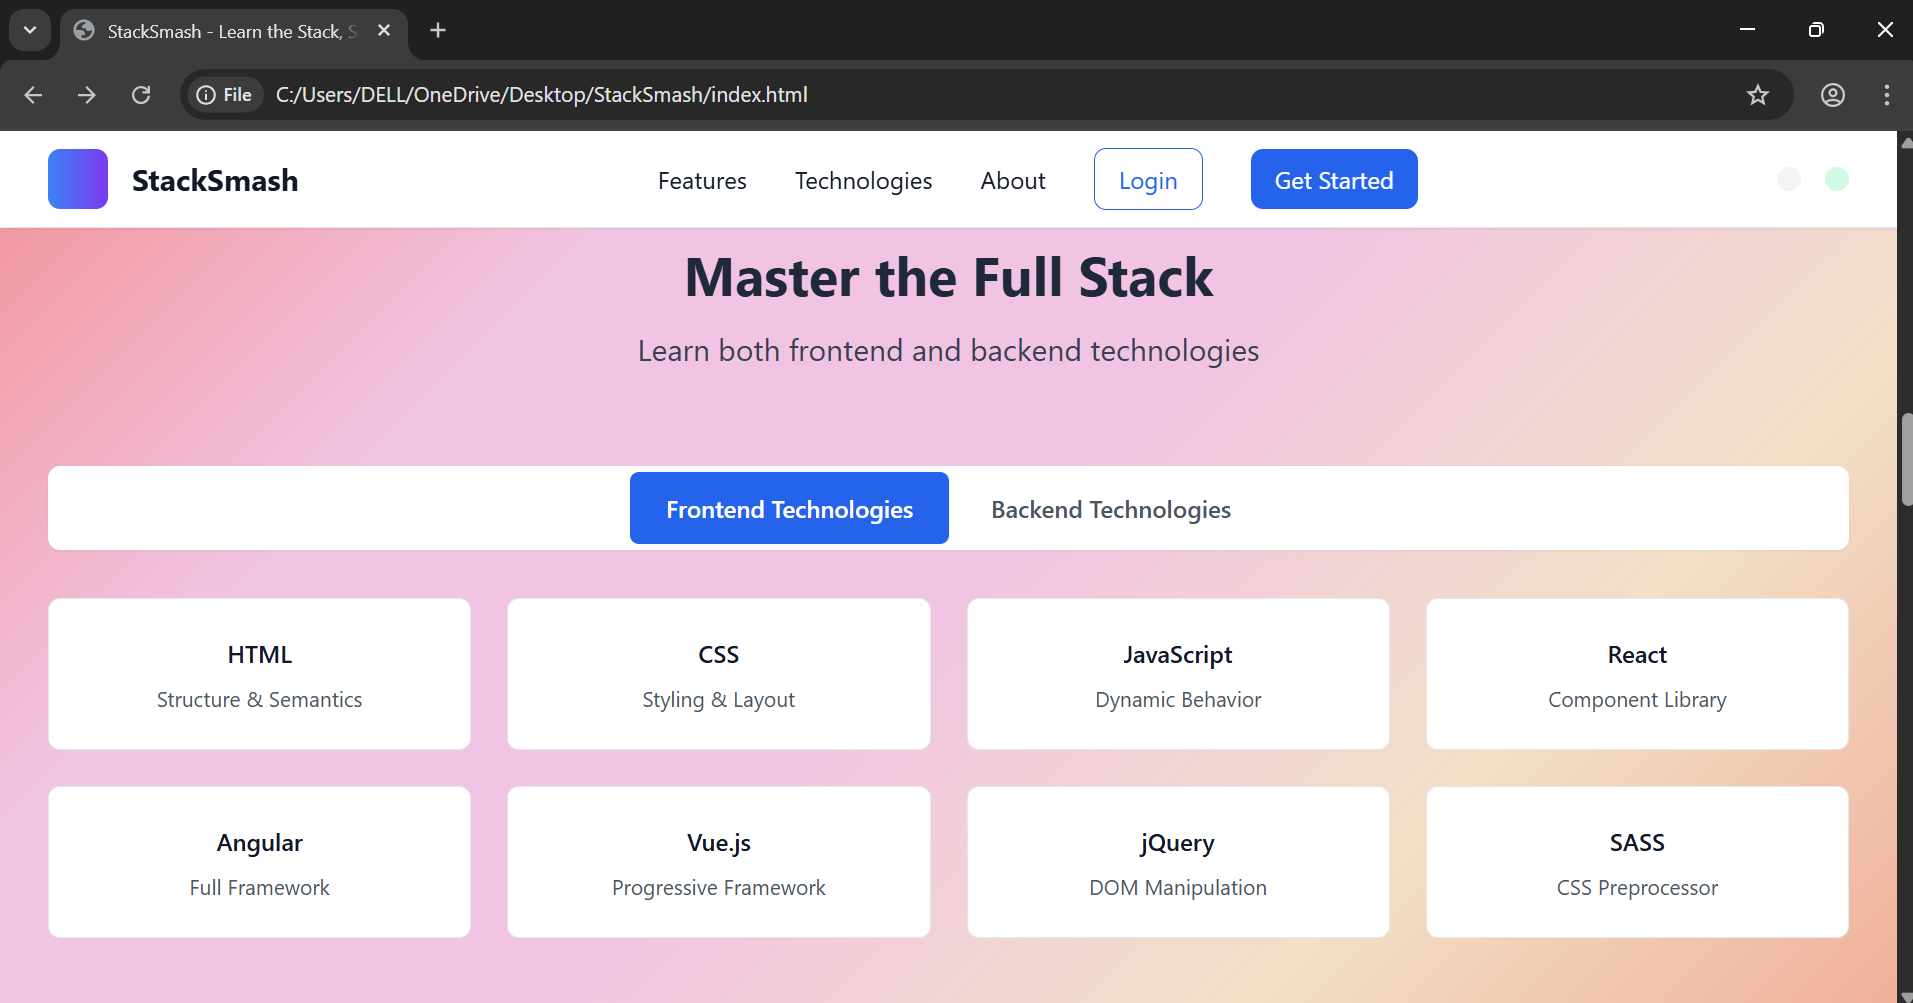 StackSmash - Learn the Stack, S
File C:/Users/DELL/OneDrive/Desktop/StackSmash/index.html
StackSmash Features Technologies About Login Get Started
Master the Full Stack
Learn both frontend and backend technologies
Frontend Technologies Backend Technologies
HTML
Structure & Semantics
CSS
Styling & Layout
JavaScript
Dynamic Behavior
React
Component Library
Angular
Full Framework
Vue.js
Progressive Framework
jQuery
DOM Manipulation
SASS
CSS Preprocessor